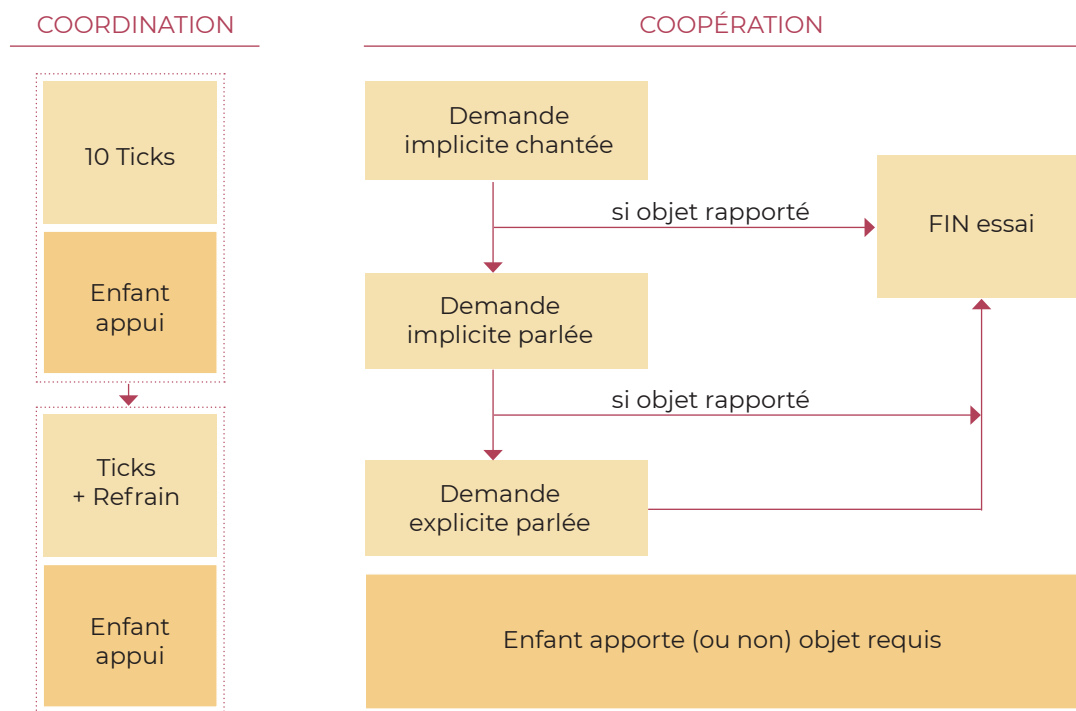 COORDINATION
10 Ticks
Enfant
appui
Ticks
+ Refrain
Enfant
appui
COOPÉRATION
Demande
implicite chantée
si objet rapporté
FIN essai
Demande
implicite parlée
si objet rapporté
Demande
explicite parlée
Enfant apporte (ou non) objet requis